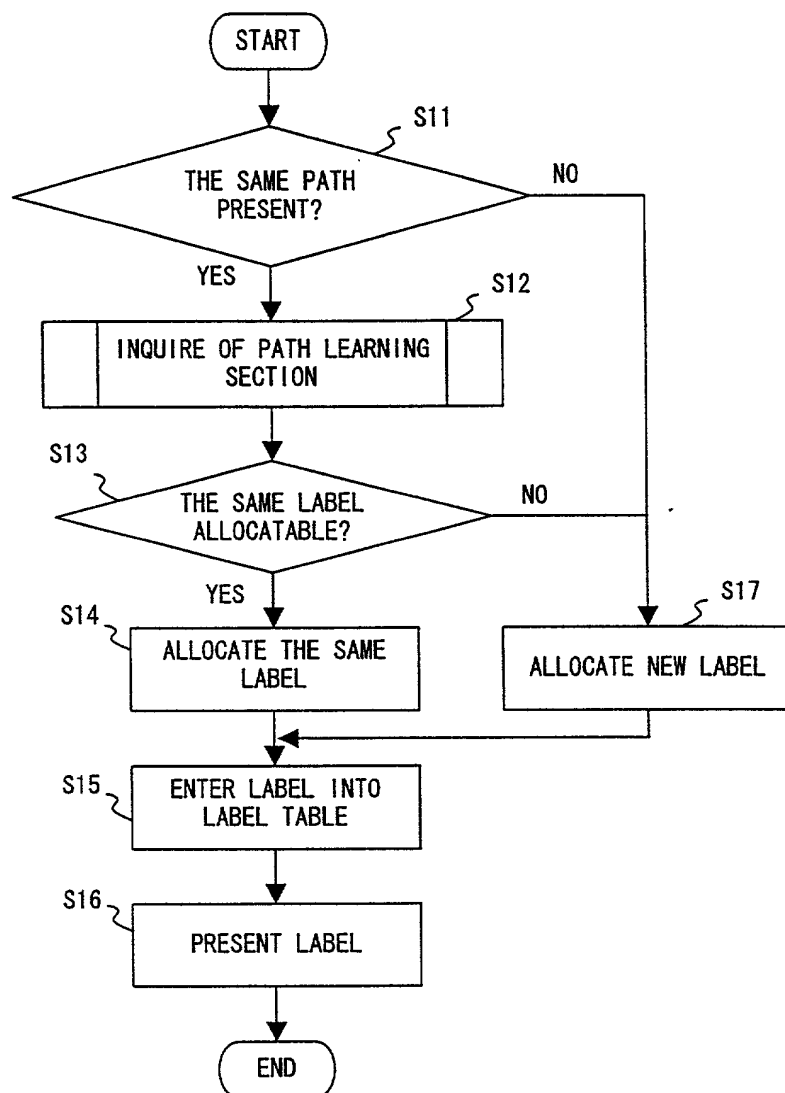 START
S11
THE SAME PATH
PRESENT?
NO
YES
S12
INQUIRE OF PATH LEARNING
SECTION
S13
THE SAME LABEL
ALLOCATABLE?
NO
YES
S14
ALLOCATE THE SAME
LABEL
S17
ALLOCATE NEW LABEL
S15
ENTER LABEL INTO
LABEL TABLE
S16
PRESENT LABEL
END